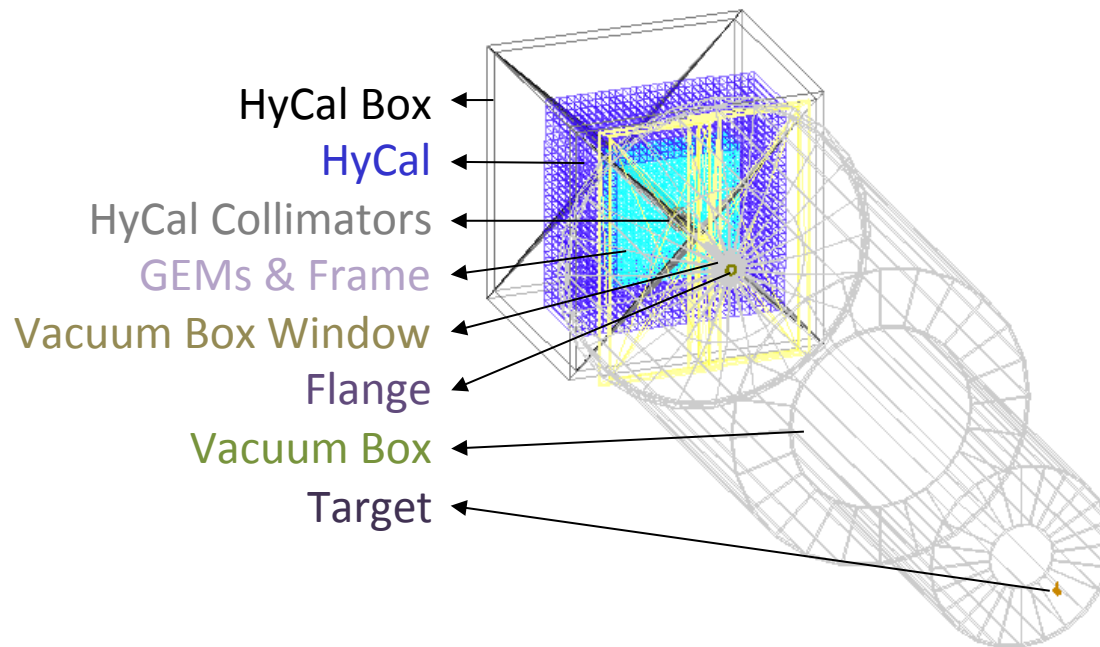 HyCal Box
HyCal
HyCal Collimators
GEMs & Frame
Vacuum Box Window
Flange
Vacuum Box
Target